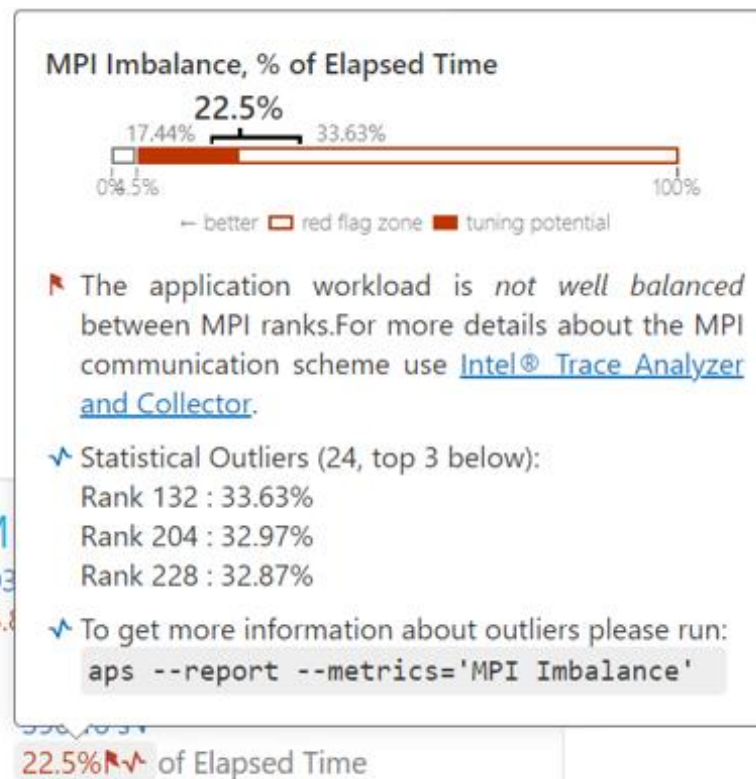 MPI Imbalance, % of Elapsed Time
22.5%
17.44% 33.63%
0% 4.5% 100%
← better red flag zone tuning potential
The application workload is not well balanced
between MPI ranks.For more details about the MPI
communication scheme use Intel® Trace Analyzer
and Collector.
Statistical Outliers (24, top 3 below):
Rank 132 : 33.63%
Rank 204 : 32.97%
Rank 228 : 32.87%
To get more information about outliers please run:
aps --report --metrics='MPI Imbalance'
22.5% of Elapsed Time